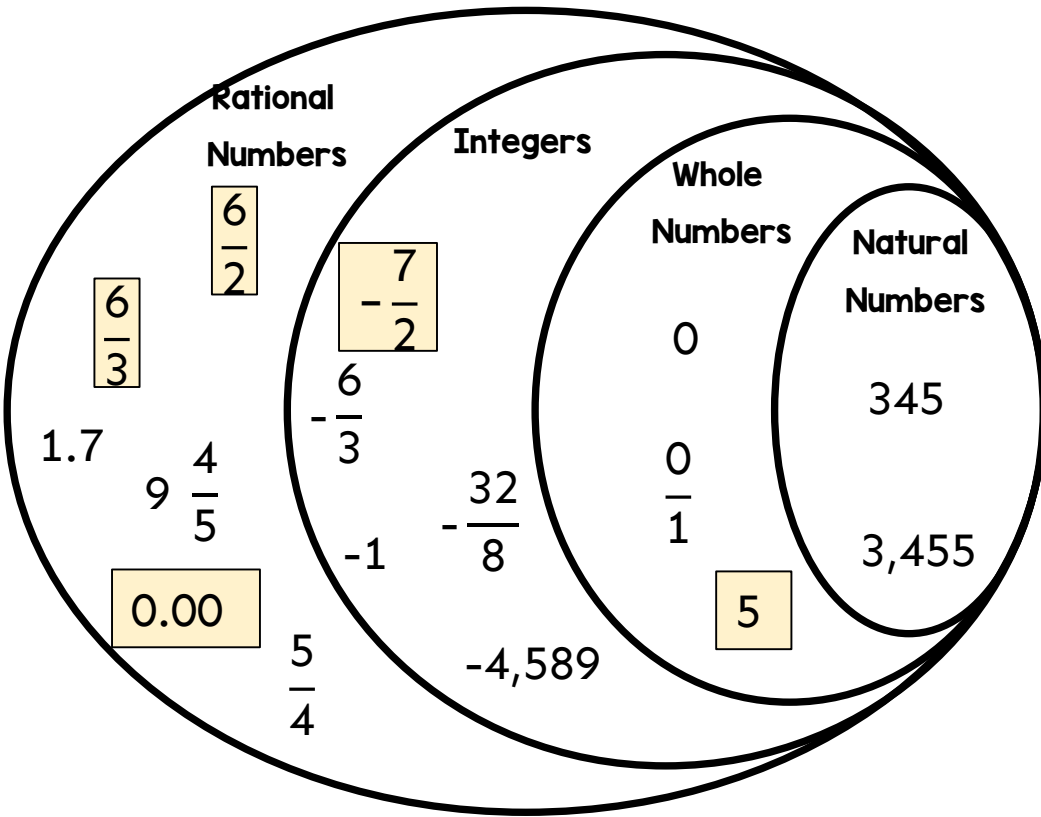 Rational
Numbers
6/2
6/3
1.7
9 4/5
0.00
5/4
Integers
-7/2
-6/3
-32/8
-1
-4,589
Whole
Numbers
0
0/1
5
Natural
Numbers
345
3,455